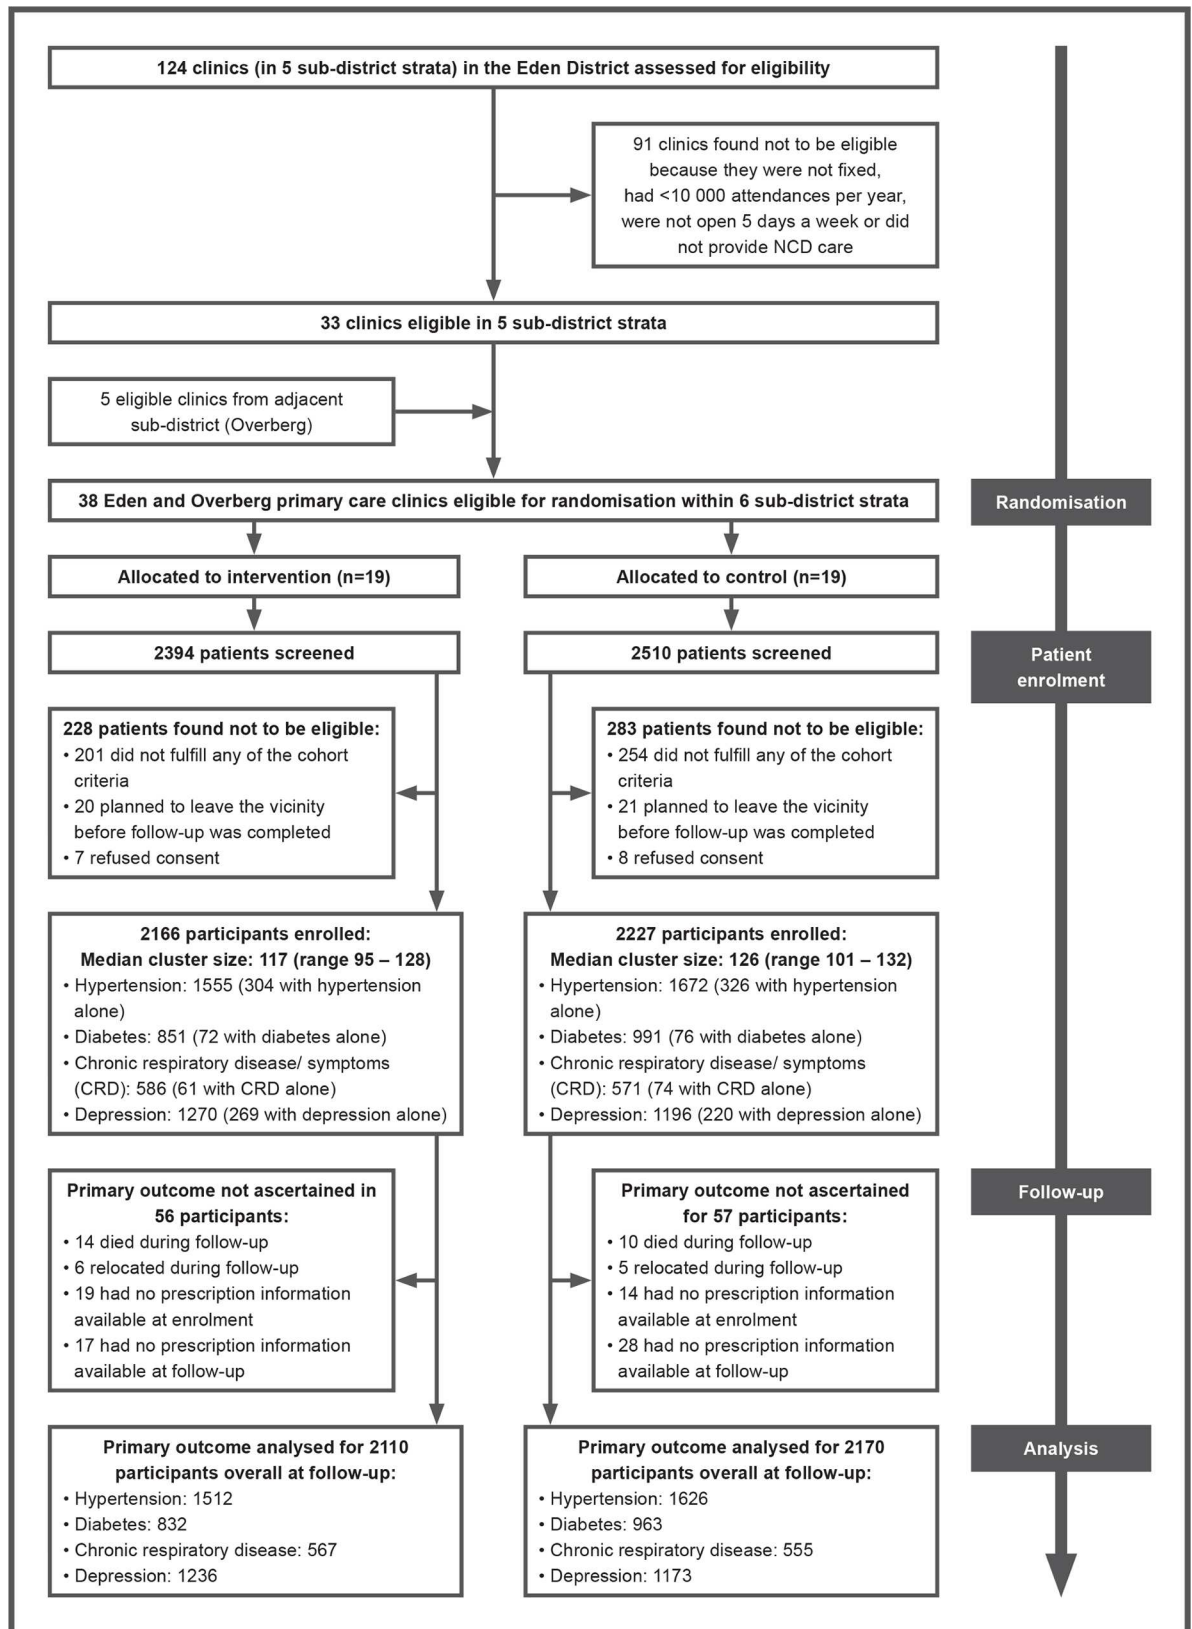 124 clinics (in 5 sub-district strata) in the Eden District assessed for eligibility
91 clinics found not to be eligible
because they were not fixed,
had <10 000 attendances per year,
were not open 5 days a week or did
not provide NCD care
33 clinics eligible in 5 sub-district strata
5 eligible clinics from adjacent
sub-district (Overberg)
38 Eden and Overberg primary care clinics eligible for randomisation within 6 sub-district strata
Randomisation
Allocated to intervention (n=19)
Allocated to control (n=19)
2394 patients screened
2510 patients screened
Patient
enrolment
228 patients found not to be eligible:
• 201 did not fulfill any of the cohort
criteria
• 20 planned to leave the vicinity
before follow-up was completed
• 7 refused consent
283 patients found not to be eligible:
• 254 did not fulfill any of the cohort
criteria
• 21 planned to leave the vicinity
before follow-up was completed
• 8 refused consent
2166 participants enrolled:
Median cluster size: 117 (range 95 – 128)
• Hypertension: 1555 (304 with hypertension
alone)
• Diabetes: 851 (72 with diabetes alone)
• Chronic respiratory disease/ symptoms
(CRD): 586 (61 with CRD alone)
• Depression: 1270 (269 with depression alone)
2227 participants enrolled:
Median cluster size: 126 (range 101 – 132)
• Hypertension: 1672 (326 with hypertension
alone)
• Diabetes: 991 (76 with diabetes alone)
• Chronic respiratory disease/ symptoms
(CRD): 571 (74 with CRD alone)
• Depression: 1196 (220 with depression alone)
Primary outcome not ascertained in
56 participants:
• 14 died during follow-up
• 6 relocated during follow-up
• 19 had no prescription information
available at enrolment
• 17 had no prescription information
available at follow-up
Primary outcome not ascertained
for 57 participants:
• 10 died during follow-up
• 5 relocated during follow-up
• 14 had no prescription information
available at enrolment
• 28 had no prescription information
available at follow-up
Follow-up
Primary outcome analysed for 2110
participants overall at follow-up:
• Hypertension: 1512
• Diabetes: 832
• Chronic respiratory disease: 567
• Depression: 1236
Primary outcome analysed for 2170
participants overall at follow-up:
• Hypertension: 1626
• Diabetes: 963
• Chronic respiratory disease: 555
• Depression: 1173
Analysis